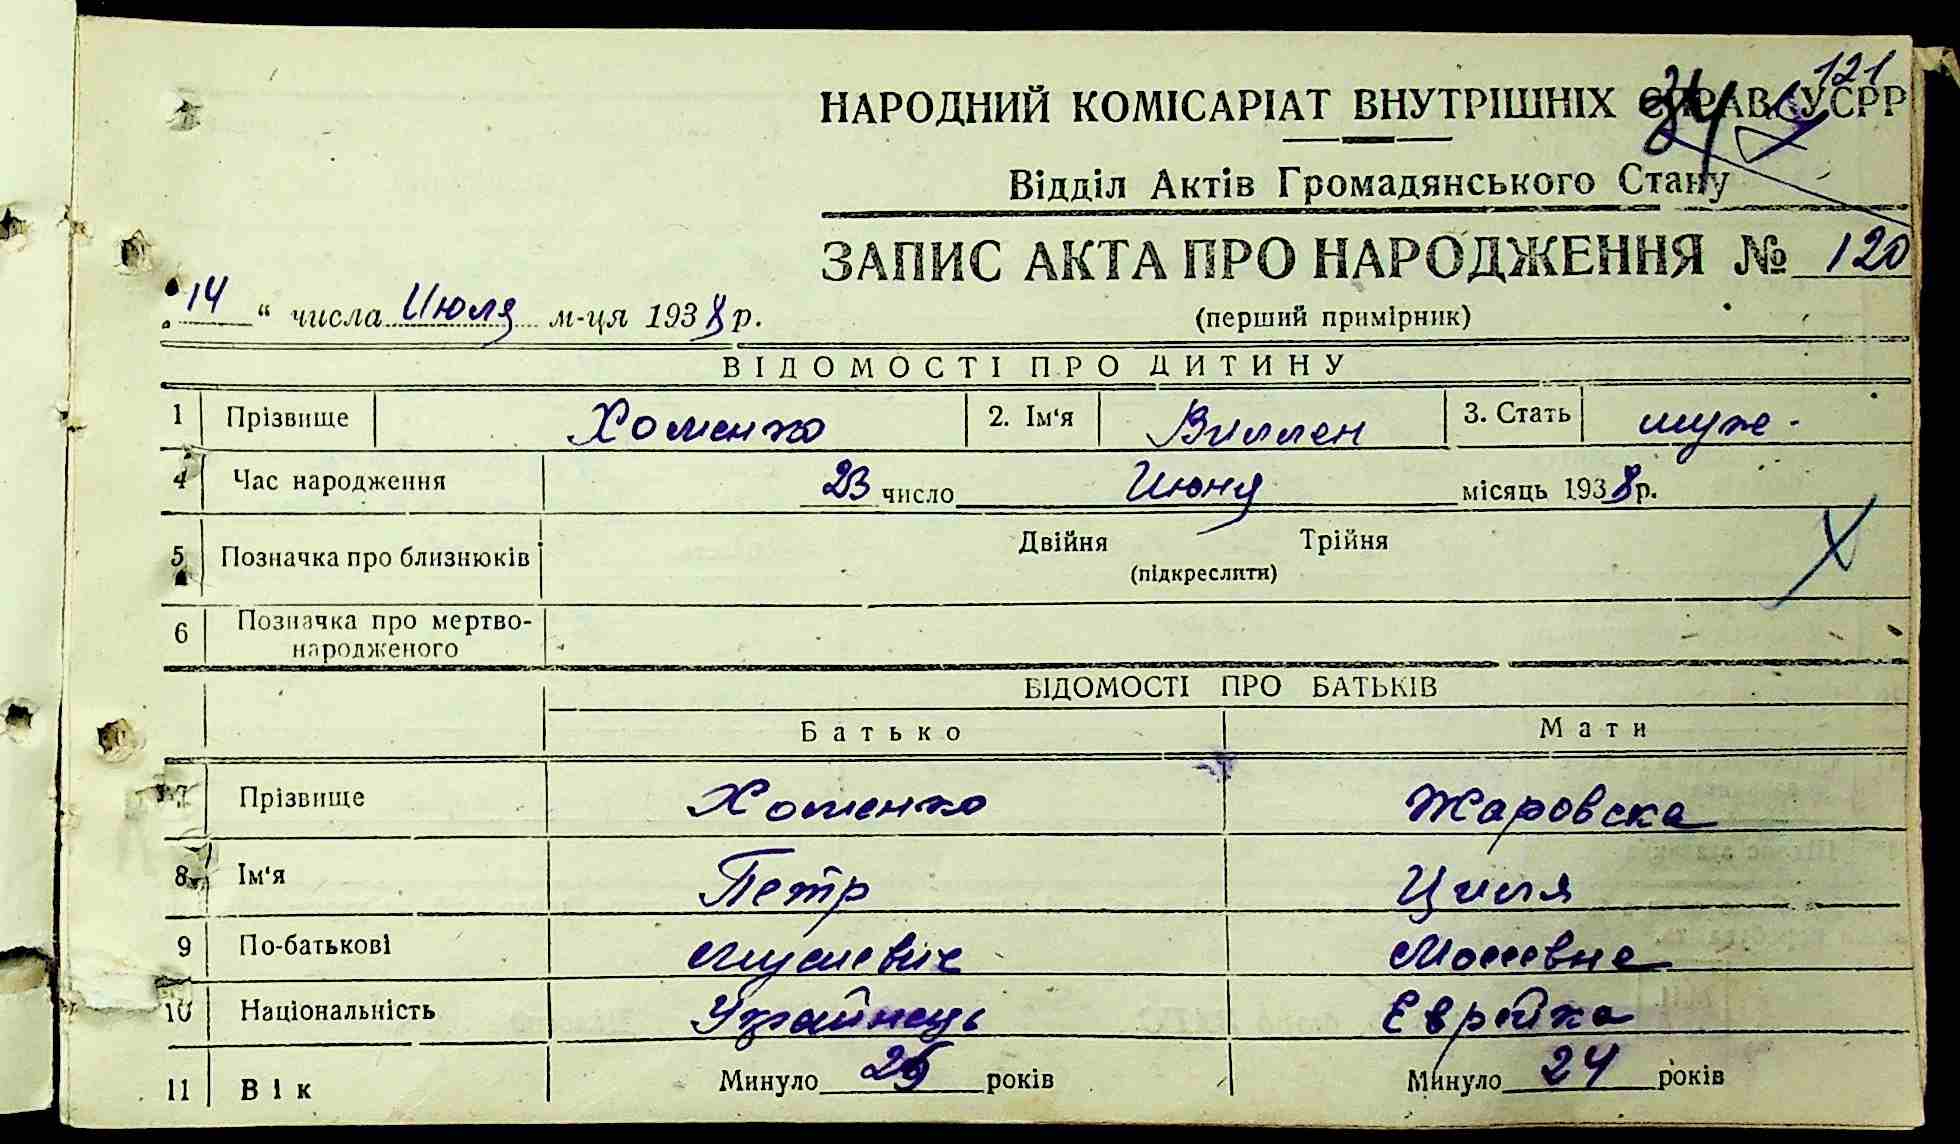 121
34
НАРОДНИЙ КОМІСАРІАТ ВНУТРІШНІХ СПРАВ УСРР
Відділ Актів Громадянського Стану
ЗАПИС АКТА ПРО НАРОДЖЕННЯ № 120
„14“ числа Июля м-ця 1938 р.
(перший примірник)
ВІДОМОСТІ ПРО ДИТИНУ
1 Прізвище Хоменко 2. Ім'я Виллен 3. Стать муж.
4 Час народження 23 число Июня місяць 1938 р.
5 Позначка про близнюків Двійня Трійня
(підкреслити)
6 Позначка про мертво-
народженого
ВІДОМОСТІ ПРО БАТЬКІВ
Батько Мати
7 Прізвище Хоменко Жаровска
8 Ім'я Петр Циля
9 По-батькові Мусиевич
10 Національність Украйнець Еврейка
11 Вік Минуло років Минуло 24 років